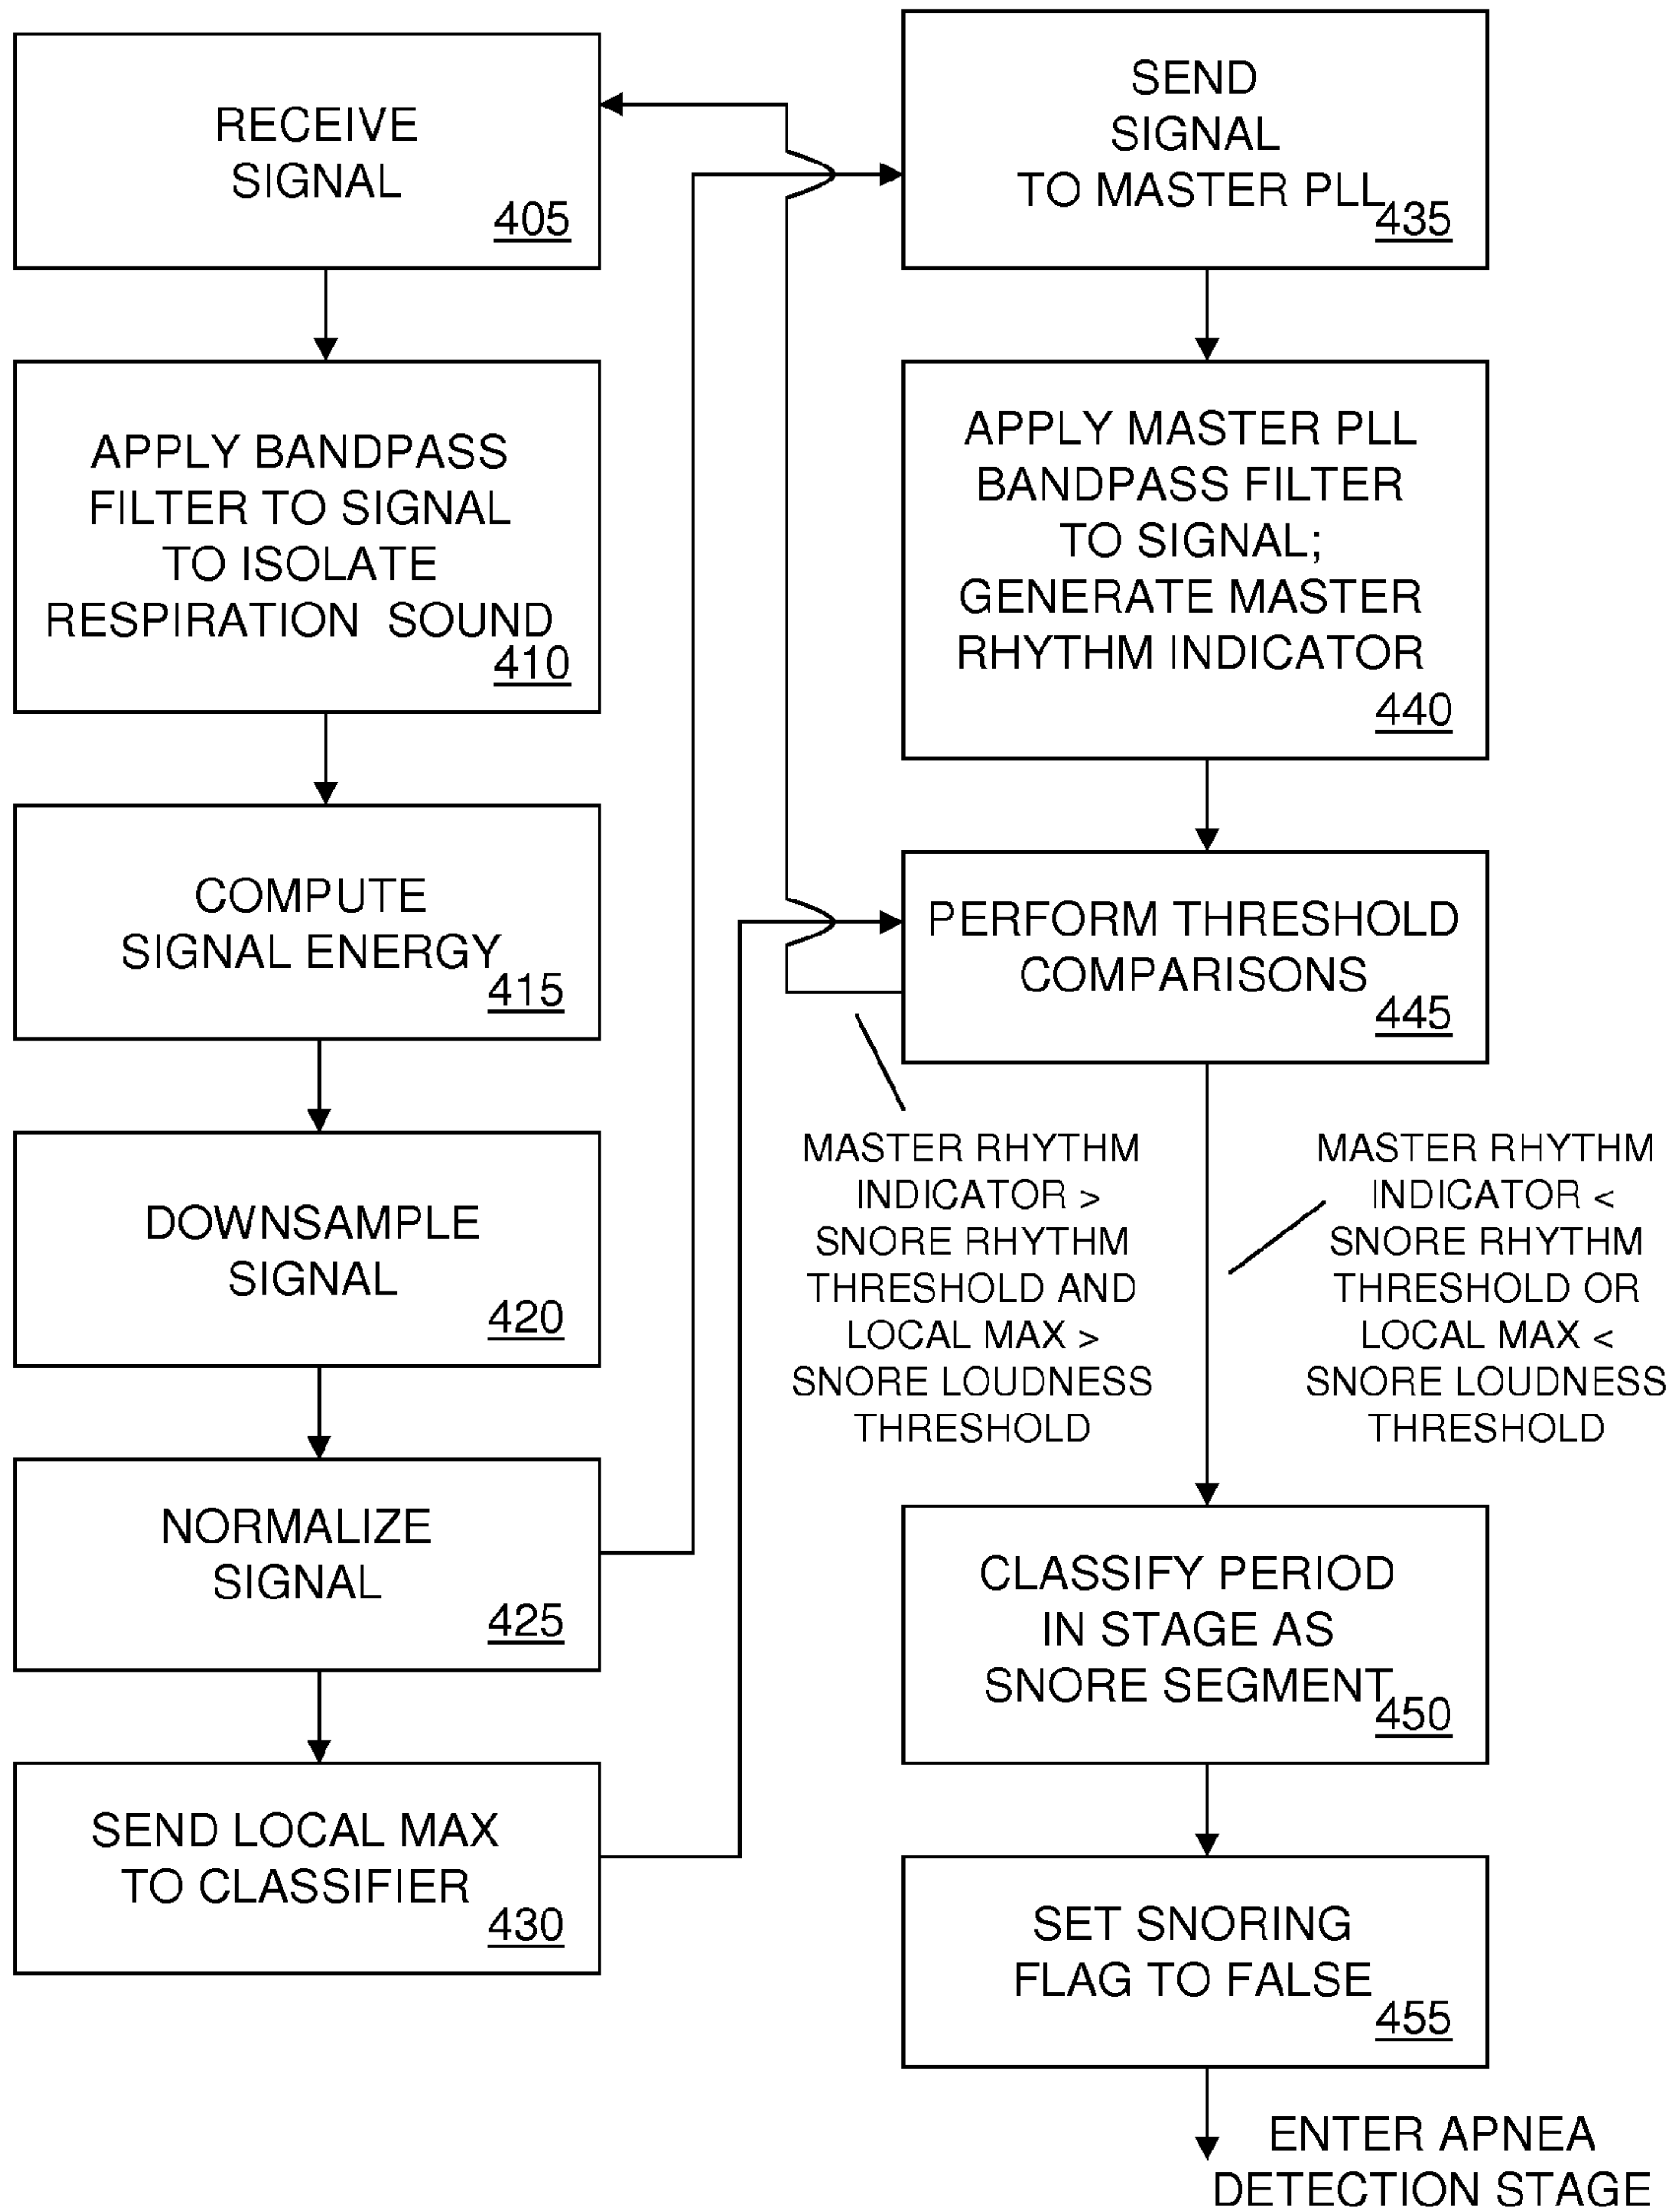 RECEIVE
SIGNAL
405
APPLY BANDPASS
FILTER TO SIGNAL
TO ISOLATE
RESPIRATION SOUND
410
COMPUTE
SIGNAL ENERGY
415
DOWNSAMPLE
SIGNAL
420
NORMALIZE
SIGNAL
425
SEND LOCAL MAX
TO CLASSIFIER
430
SEND
SIGNAL
TO MASTER PLL
435
APPLY MASTER PLL
BANDPASS FILTER
TO SIGNAL;
GENERATE MASTER
RHYTHM INDICATOR
440
PERFORM THRESHOLD
COMPARISONS
445
MASTER RHYTHM
INDICATOR >
SNORE RHYTHM
THRESHOLD AND
LOCAL MAX >
SNORE LOUDNESS
THRESHOLD
MASTER RHYTHM
INDICATOR <
SNORE RHYTHM
THRESHOLD OR
LOCAL MAX <
SNORE LOUDNESS
THRESHOLD
CLASSIFY PERIOD
IN STAGE AS
SNORE SEGMENT
450
SET SNORING
FLAG TO FALSE
455
ENTER APNEA
DETECTION STAGE